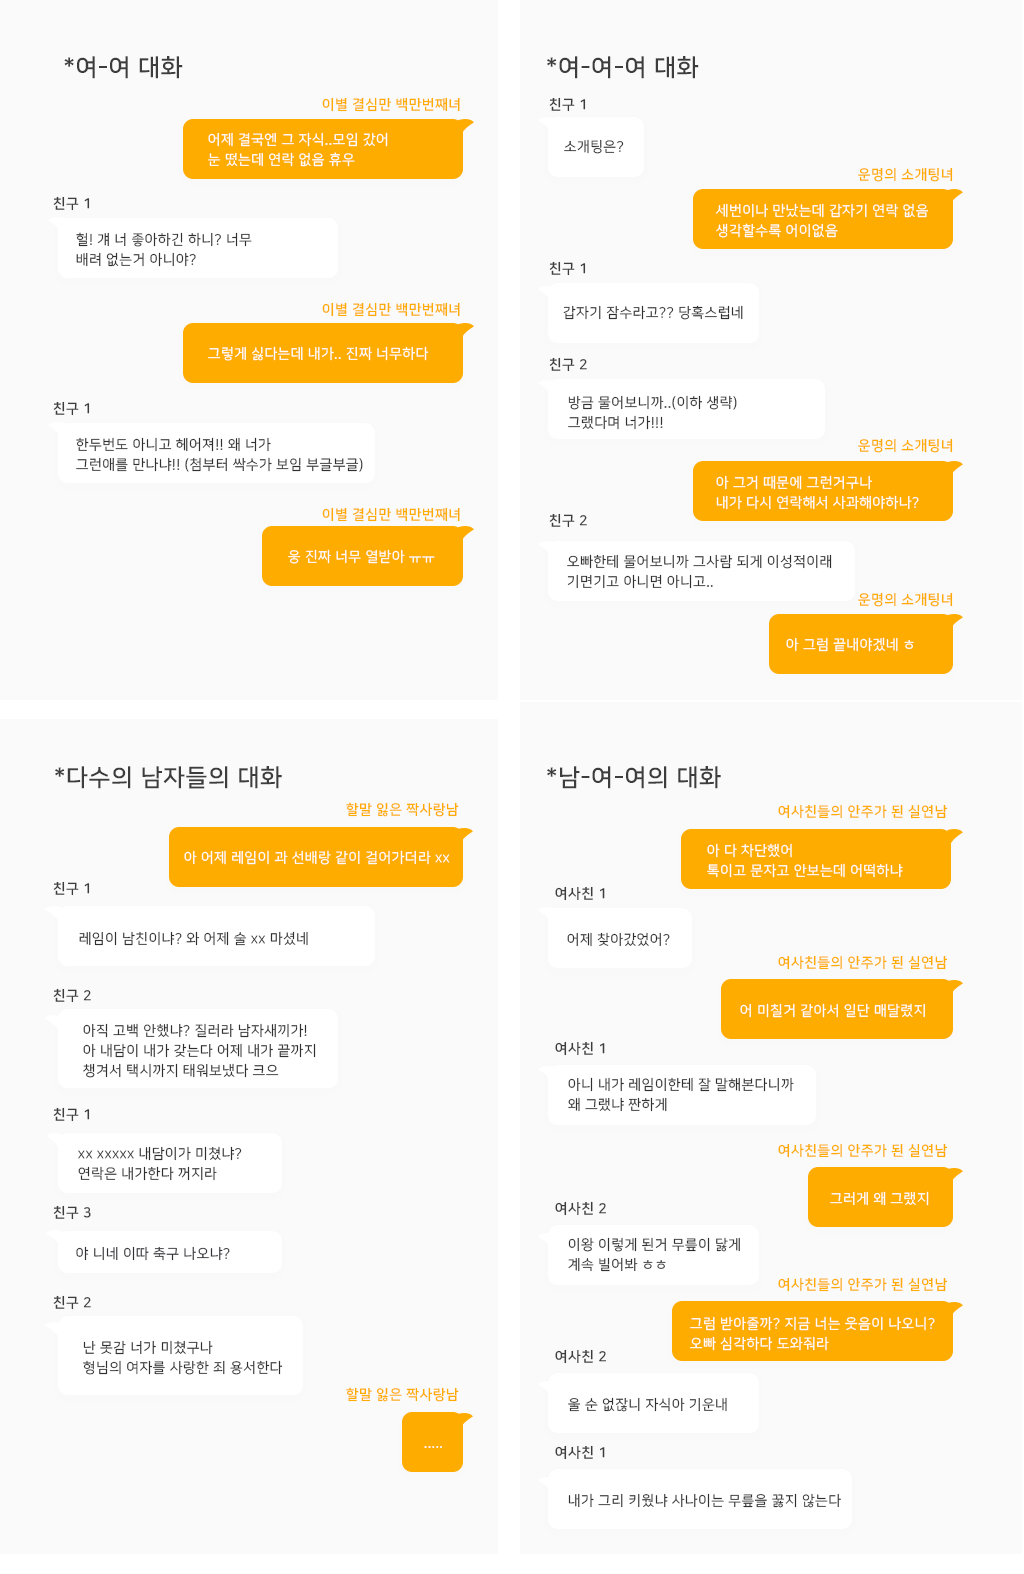 *여-여 대화
이별 결심만 백만번째녀
어제 결국엔 그 자식..모임 갔어
눈 떴는데 연락 없음 휴우
친구 1
헐! 걔 너 좋아하긴 하니? 너무
배려 없는거 아니야?
이별 결심만 백만번째녀
그렇게 싫다는데 내가.. 진짜 너무하다
친구 1
한두번도 아니고 헤어져!! 왜 너가
그런애를 만나냐!! (첨부터 싹수가 보임 부글부글)
이별 결심만 백만번째녀
웅 진짜 너무 열받아 ㅠㅠ
*여-여-여 대화
친구 1
소개팅은?
운명의 소개팅녀
세번이나 만났는데 갑자기 연락 없음
생각할수록 어이없음
친구 1
갑자기 잠수라고?? 당혹스럽네
친구 2
방금 물어보니까..(이하 생략)
그랬다며 너가!!!
운명의 소개팅녀
아 그거 때문에 그런거구나
내가 다시 연락해서 사과해야하나?
친구 2
오빠한테 물어보니까 그사람 되게 이성적이래
기면기고 아니면 아니고..
운명의 소개팅녀
아 그럼 끝내야겠네 ㅎ
*다수의 남자들의 대화
할말 잃은 짝사랑남
아 어제 레임이 과 선배랑 같이 걸어가더라 xx
친구 1
레임이 남친이냐? 와 어제 술 xx 마셨네
친구 2
아직 고백 안했냐? 질러라 남자새끼가!
아 내담이 내가 갖는다 어제 내가 끝까지
챙겨서 택시까지 태워보냈다 크으
친구 1
xx xxxxx 내담이가 미쳤냐?
연락은 내가한다 꺼지라
친구 3
야 니네 이따 축구 나오냐?
친구 2
난 못감 너가 미쳤구나
형님의 여자를 사랑한 죄 용서한다
할말 잃은 짝사랑남
.....
*남-여-여의 대화
여사친들의 안주가 된 실연남
아 다 차단했어
톡이고 문자고 안보는데 어떡하냐
여사친 1
어제 찾아갔었어?
여사친들의 안주가 된 실연남
어 미칠거 같아서 일단 매달렸지
여사친 1
아니 내가 레임이한테 잘 말해본다니까
왜 그랬냐 짠하게
여사친들의 안주가 된 실연남
그러게 왜 그랬지
여사친 2
이왕 이렇게 된거 무릎이 닳게
계속 빌어봐 ㅎㅎ
여사친들의 안주가 된 실연남
그럼 받아줄까? 지금 너는 웃음이 나오니?
오빠 심각하다 도와줘라
여사친 2
울 순 없잖니 자식아 기운내
여사친 1
내가 그리 키웠냐 사나이는 무릎을 꿇지 않는다